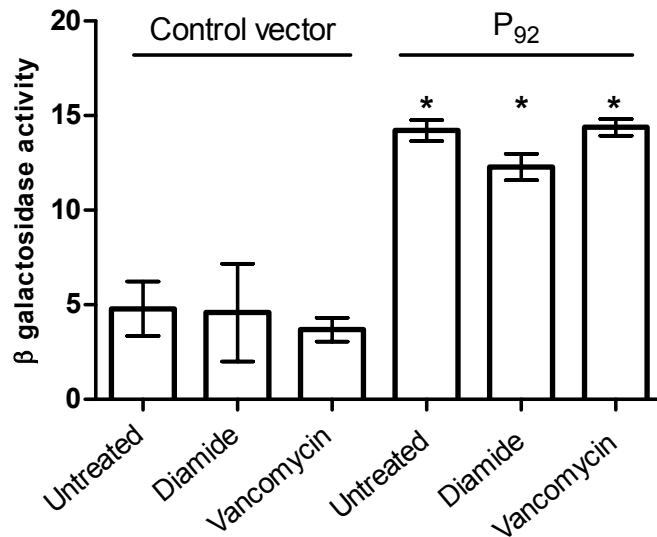 Control vector P₉₂
20
15
10
5
0
β galactosidase activity
* * *
Untreated Diamide Vancomycin Untreated Diamide Vancomycin